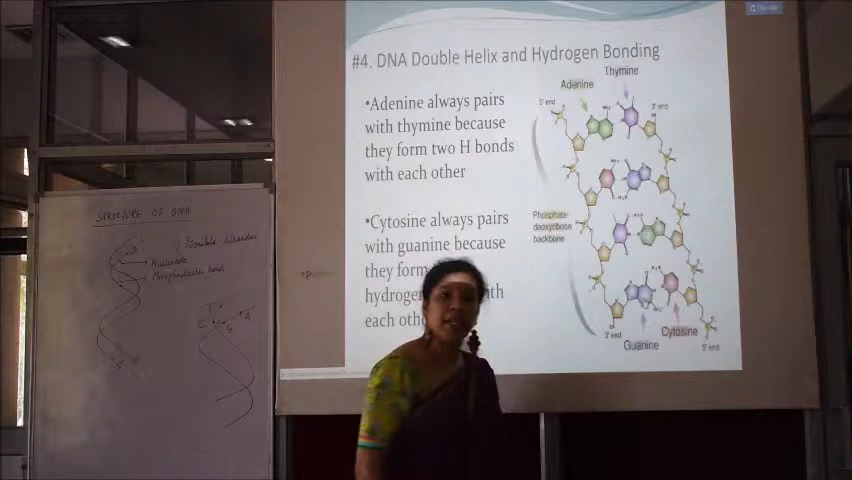 #4. DNA Double Helix and Hydrogen Bonding
•Adenine always pairs
with thymine because
they form two H bonds
with each other
•Cytosine always pairs
with guanine because
they form
hydrogen
with
each
Thymine
Adenine
5' end
3' end
Phosphate-
deoxyribose
backbone
Cytosine
Guanine
3' end
5' end
STRUCTURE OF DNA
Double stranded
Nucleotide
Phosphodiester bond
T
A
C
G